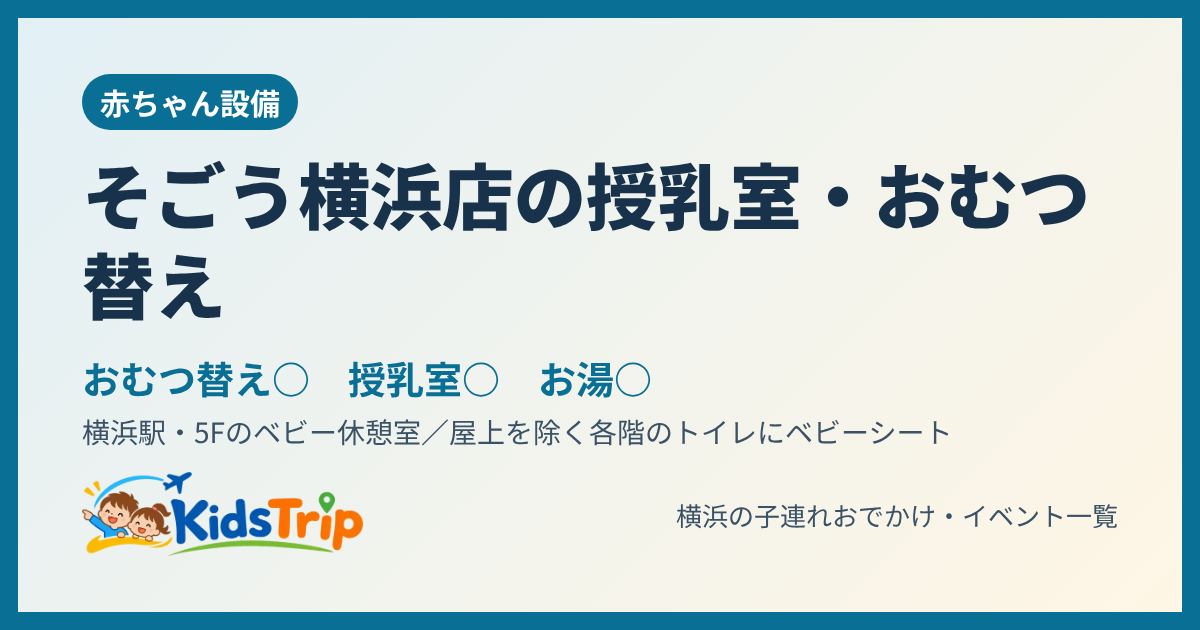 赤ちゃん設備
そごう横浜店の授乳室・おむつ
替え
おむつ替え○　授乳室○　お湯○
横浜駅・5Fのベビー休憩室／屋上を除く各階のトイレにベビーシート
KidsTrip
横浜の子連れおでかけ・イベント一覧